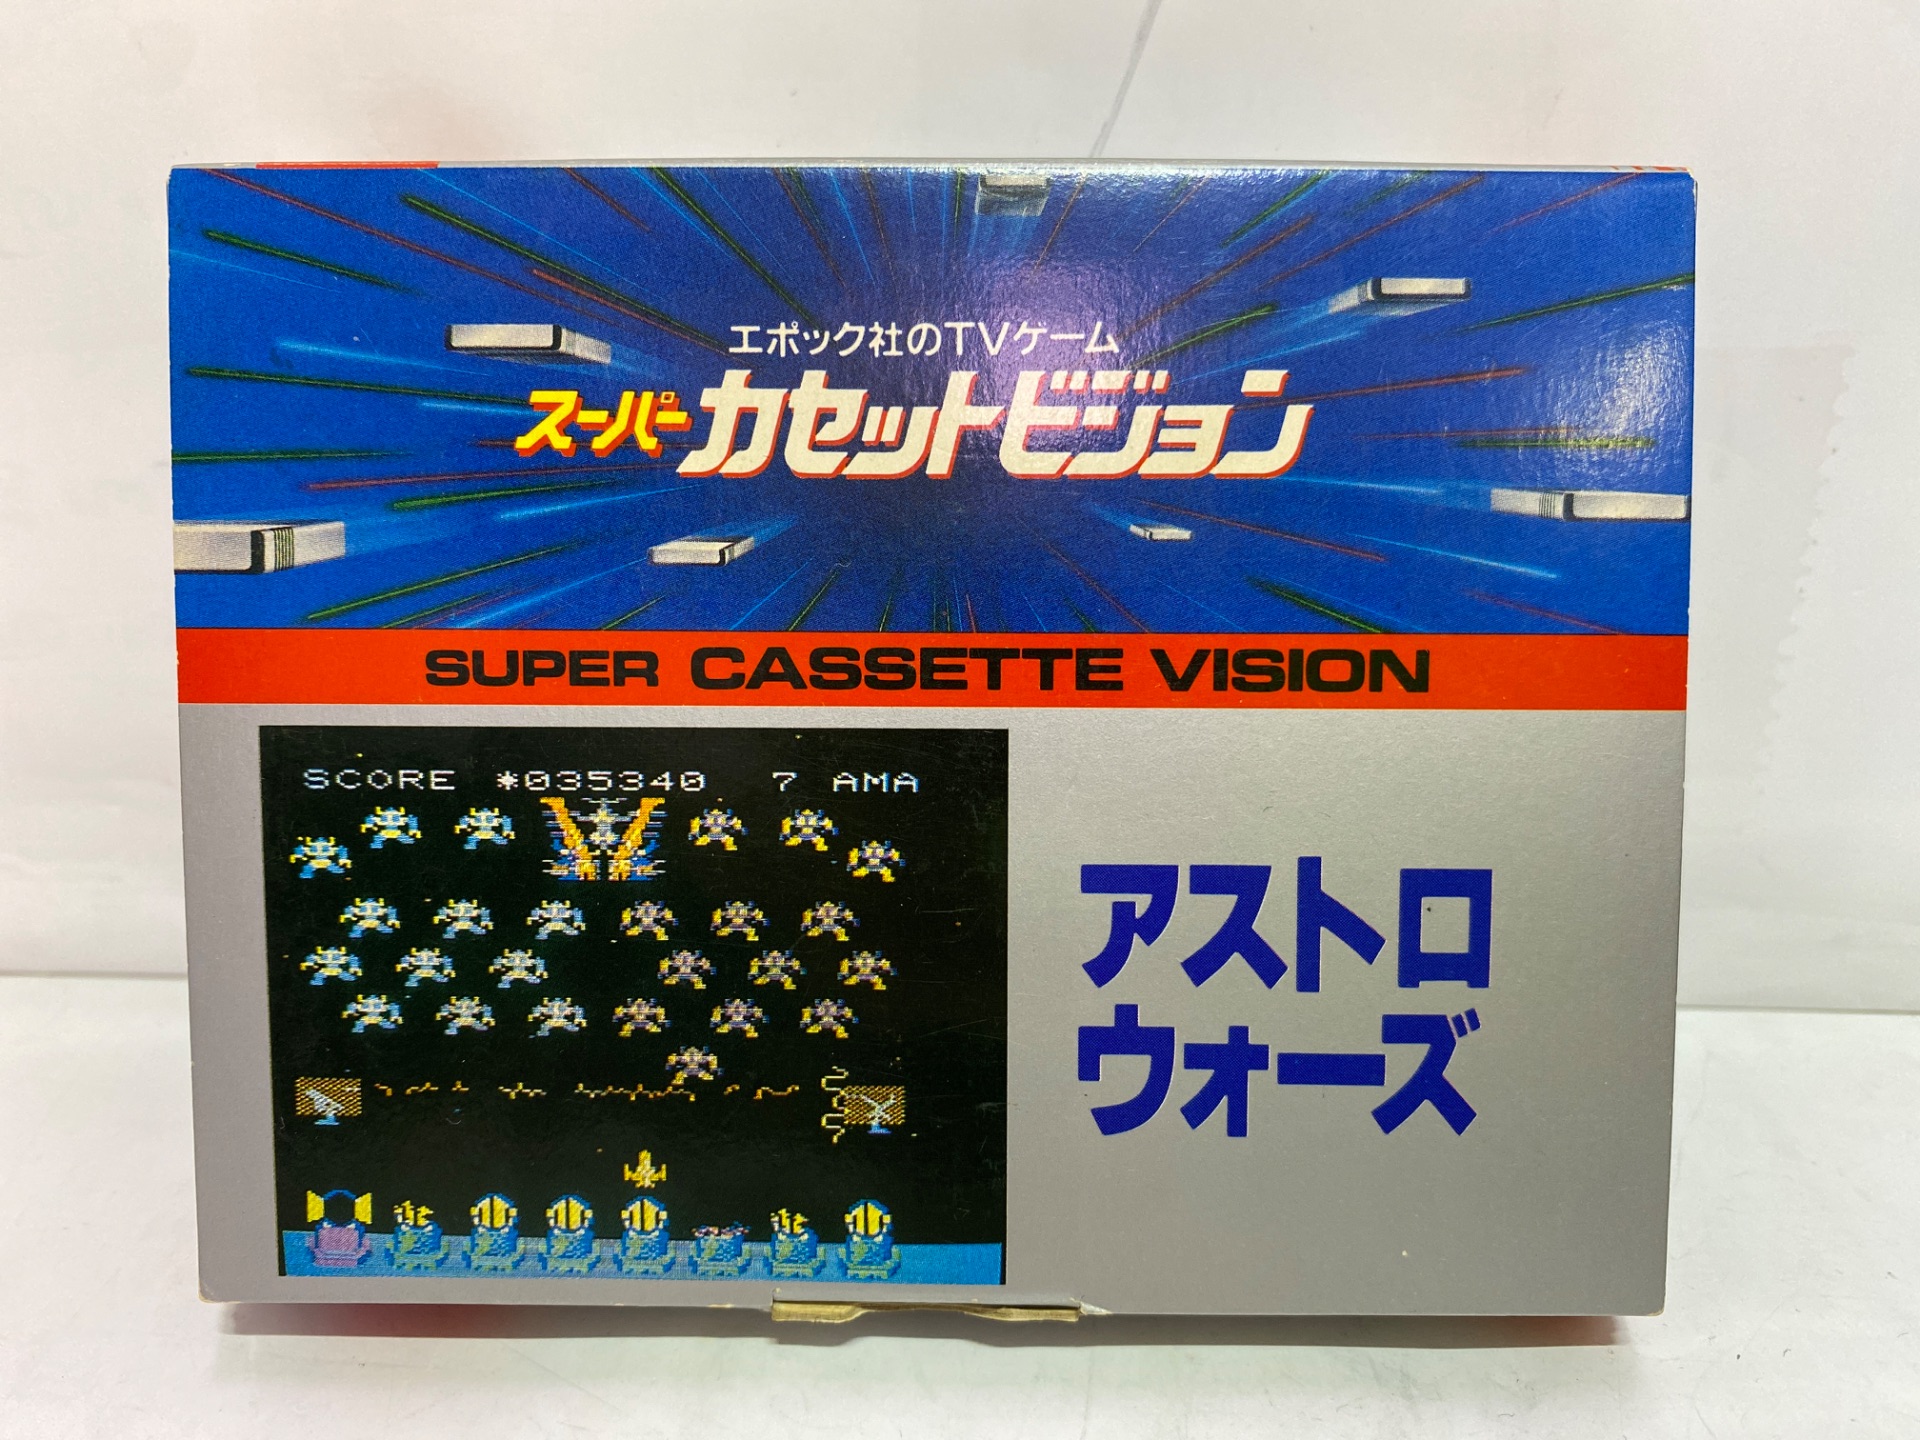 エポック社のTVゲーム
スーパーカセットビジョン
SUPER CASSETTE VISION
SCORE *035340 7 AMA
アストロ
ウォーズ